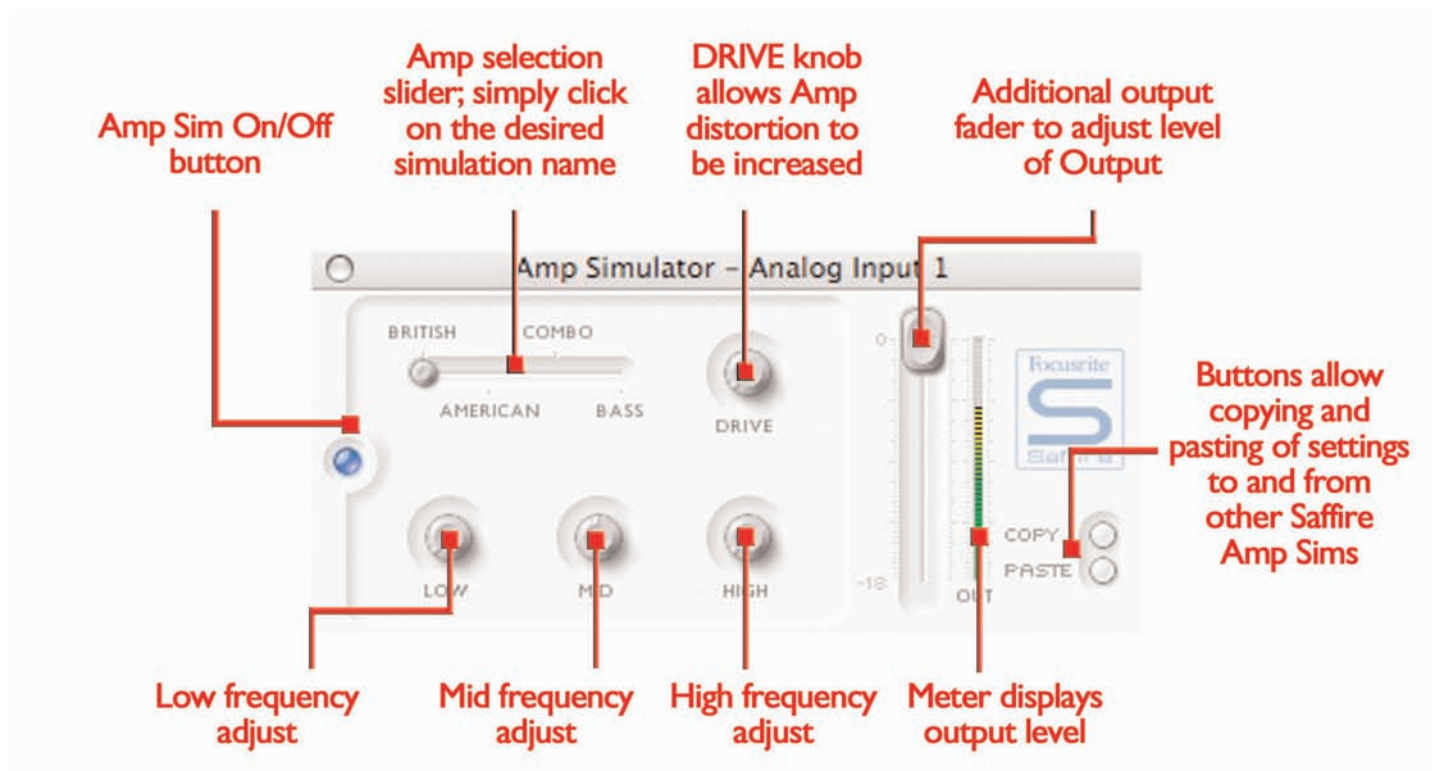 Amp Sim On/Off
button
Amp selection
slider; simply click
on the desired
simulation name
DRIVE knob
allows Amp
distortion to
be increased
Additional output
fader to adjust level
of Output
Amp Simulator – Analog Input 1
BRITISH
COMBO
AMERICAN
BASS
DRIVE
0
Focusrite
Saffire
Buttons allow
copying and
pasting of settings
to and from
other Saffire
Amp Sims
COPY
PASTE
LOW
MID
HIGH
-18
OUT
Low frequency
adjust
Mid frequency
adjust
High frequency
adjust
Meter displays
output level